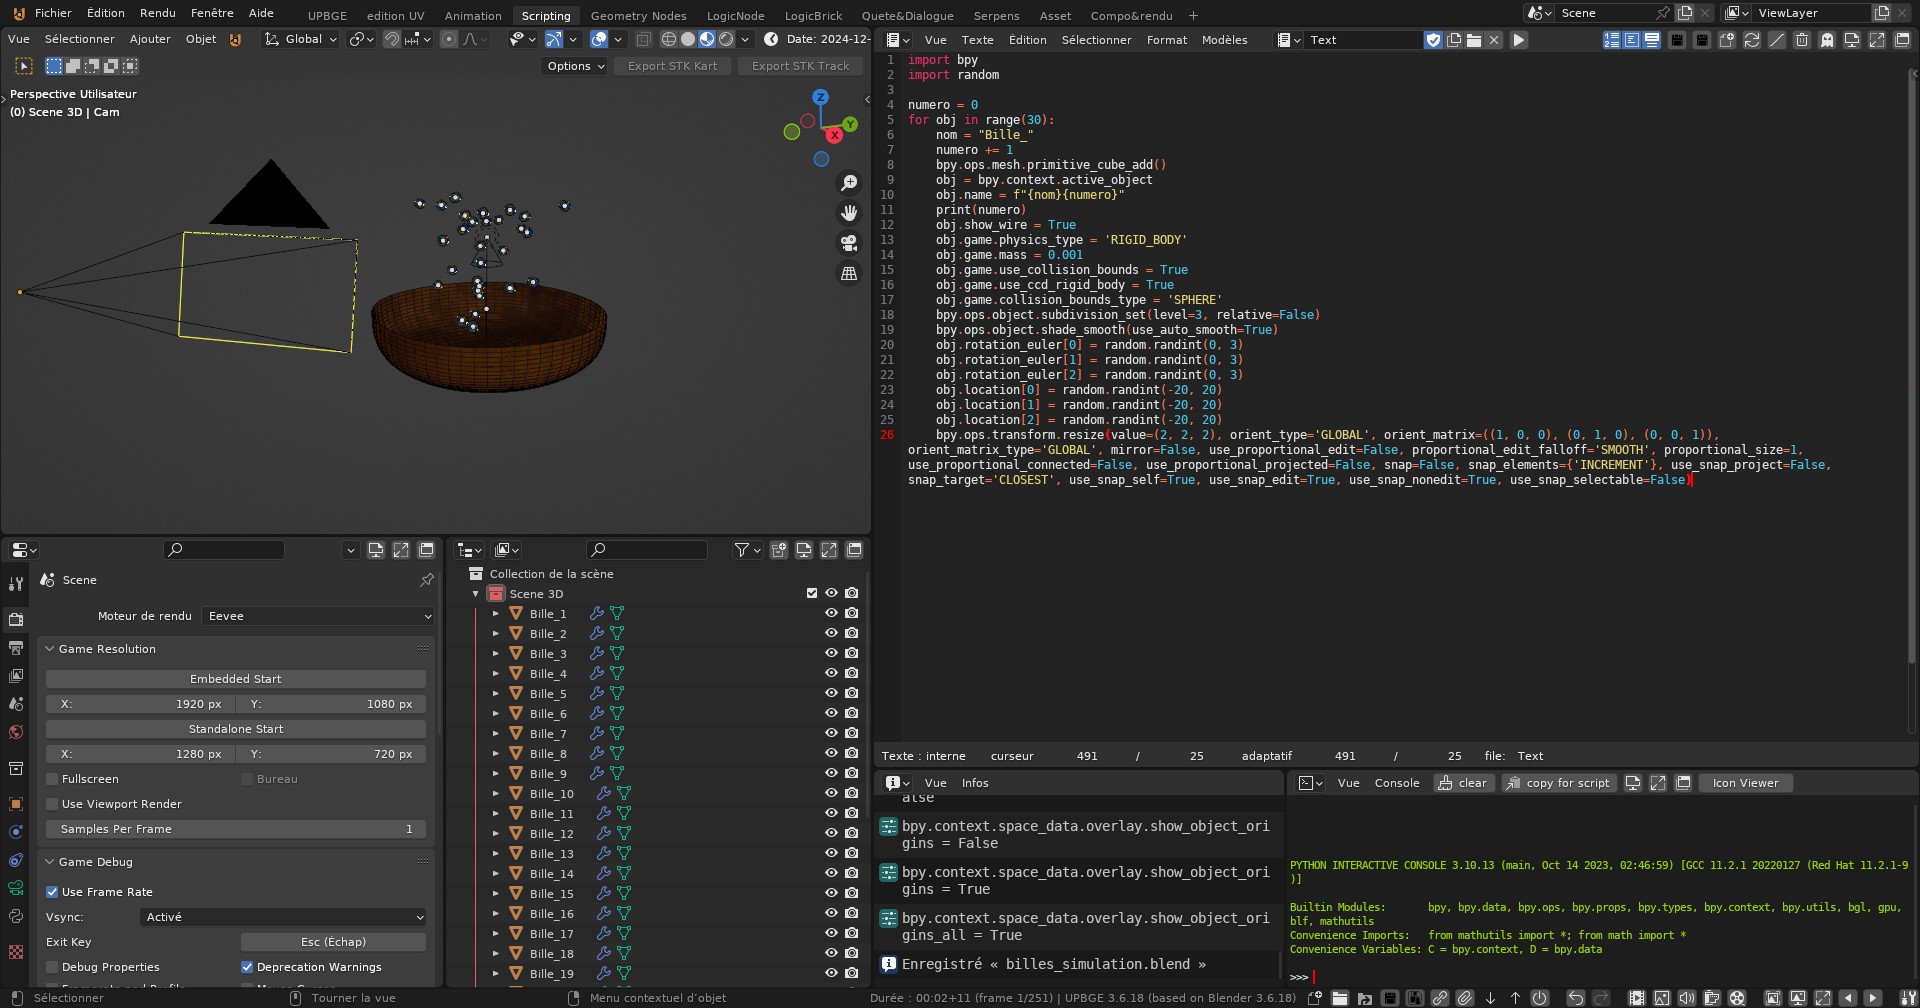 Fichier Édition Rendu Fenêtre Aide UPBGE edition UV Animation Scripting Geometry Nodes LogicNode LogicBrick Quete&Dialogue Serpens Asset Compo&rendu + Scene ViewLayer
Vue Sélectionner Ajouter Objet Global Date: 2024-12-
Options Export STK Kart Export STK Track
Perspective Utilisateur
(0) Scene 3D | Cam
Z
Y
X
Vue Texte Édition Sélectionner Format Modèles Text
1 import bpy
2 import random
3
4 numero = 0
5 for obj in range(30):
6 nom = "Bille_"
7 numero += 1
8 bpy.ops.mesh.primitive_cube_add()
9 obj = bpy.context.active_object
10 obj.name = f"{nom}{numero}"
11 print(numero)
12 obj.show_wire = True
13 obj.game.physics_type = 'RIGID_BODY'
14 obj.game.mass = 0.001
15 obj.game.use_collision_bounds = True
16 obj.game.use_ccd_rigid_body = True
17 obj.game.collision_bounds_type = 'SPHERE'
18 bpy.ops.object.subdivision_set(level=3, relative=False)
19 bpy.ops.object.shade_smooth(use_auto_smooth=True)
20 obj.rotation_euler[0] = random.randint(0, 3)
21 obj.rotation_euler[1] = random.randint(0, 3)
22 obj.rotation_euler[2] = random.randint(0, 3)
23 obj.location[0] = random.randint(-20, 20)
24 obj.location[1] = random.randint(-20, 20)
25 obj.location[2] = random.randint(-20, 20)
26 bpy.ops.transform.resize(value=(2, 2, 2), orient_type='GLOBAL', orient_matrix=((1, 0, 0), (0, 1, 0), (0, 0, 1)),
orient_matrix_type='GLOBAL', mirror=False, use_proportional_edit=False, proportional_edit_falloff='SMOOTH', proportional_size=1,
use_proportional_connected=False, use_proportional_projected=False, snap=False, snap_elements={'INCREMENT'}, use_snap_project=False,
snap_target='CLOSEST', use_snap_self=True, use_snap_edit=True, use_snap_nonedit=True, use_snap_selectable=False)
Texte : interne curseur 491 / 25 adaptatif 491 / 25 file: Text
Scene
Moteur de rendu Eevee
Game Resolution
Embedded Start
X: 1920 px Y: 1080 px
Standalone Start
X: 1280 px Y: 720 px
Fullscreen Bureau
Use Viewport Render
Samples Per Frame 1
Game Debug
Use Frame Rate
Vsync: Activé
Exit Key Esc (Échap)
Debug Properties Deprecation Warnings
Collection de la scène
Scene 3D
Bille_1
Bille_2
Bille_3
Bille_4
Bille_5
Bille_6
Bille_7
Bille_8
Bille_9
Bille_10
Bille_11
Bille_12
Bille_13
Bille_14
Bille_15
Bille_16
Bille_17
Bille_18
Bille_19
Vue Infos
alse
bpy.context.space_data.overlay.show_object_ori
gins = False
bpy.context.space_data.overlay.show_object_ori
gins = True
bpy.context.space_data.overlay.show_object_ori
gins_all = True
Enregistré « billes_simulation.blend »
Vue Console clear copy for script Icon Viewer
PYTHON INTERACTIVE CONSOLE 3.10.13 (main, Oct 14 2023, 02:46:59) [GCC 11.2.1 20220127 (Red Hat 11.2.1-9
)]
Builtin Modules: bpy, bpy.data, bpy.ops, bpy.props, bpy.types, bpy.context, bpy.utils, bgl, gpu,
blf, mathutils
Convenience Imports: from mathutils import *; from math import *
Convenience Variables: C = bpy.context, D = bpy.data
>>>
Sélectionner Tourner la vue Menu contextuel d'objet Durée : 00:02+11 (frame 1/251) | UPBGE 3.6.18 (based on Blender 3.6.18)